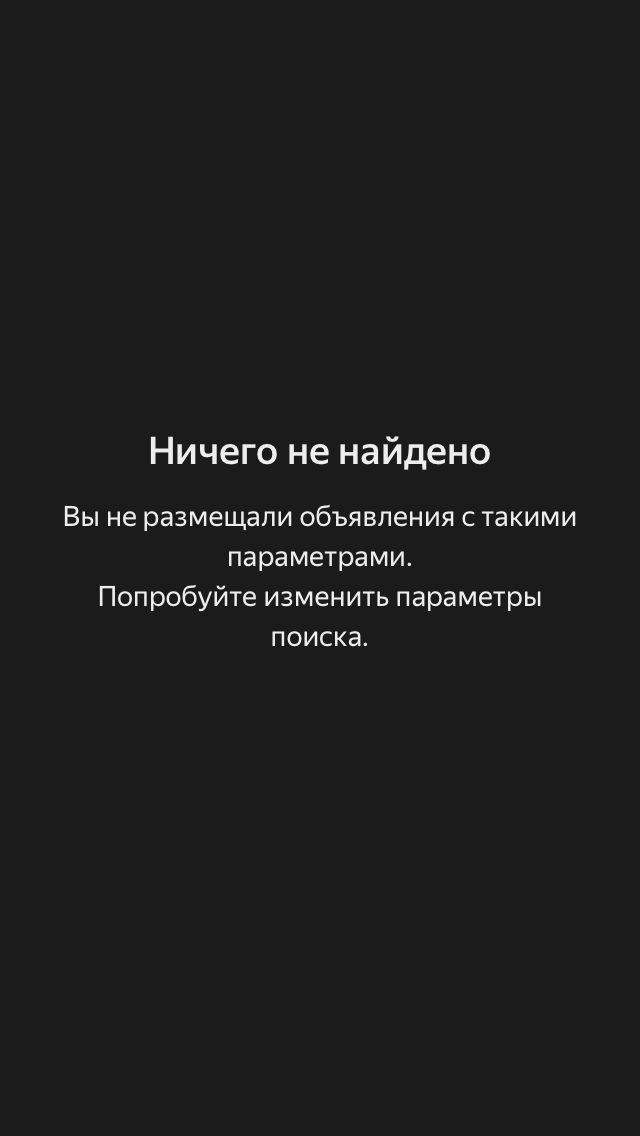 Ничего не найдено
Вы не размещали объявления с такими
параметрами.
Попробуйте изменить параметры
поиска.